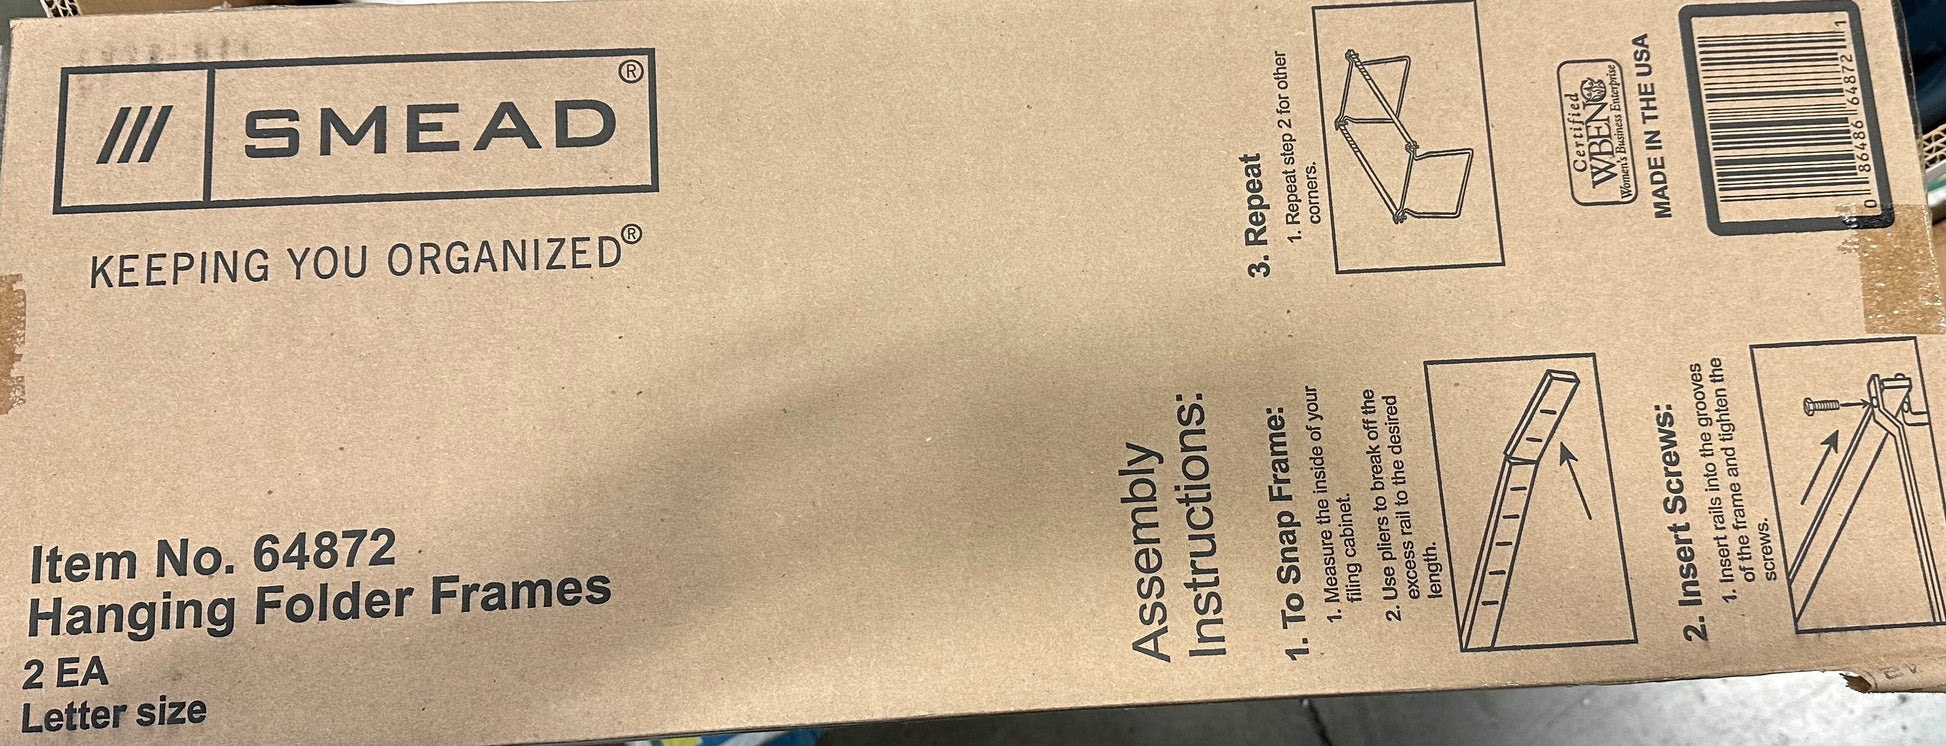 SMEAD®
KEEPING YOU ORGANIZED®
Item No. 64872
Hanging Folder Frames
2 EA
Letter size
Assembly
Instructions:
1. To Snap Frame:
1. Measure the inside of your
filing cabinet.
2. Use pliers to break off the
excess rail to the desired
length.
2. Insert Screws:
1. Insert rails into the grooves
of the frame and tighten the
screws.
3. Repeat
1. Repeat step 2 for other
corners.
Certified
WBENC
Women's Business Enterprise
MADE IN THE USA
0 86486 64872 1